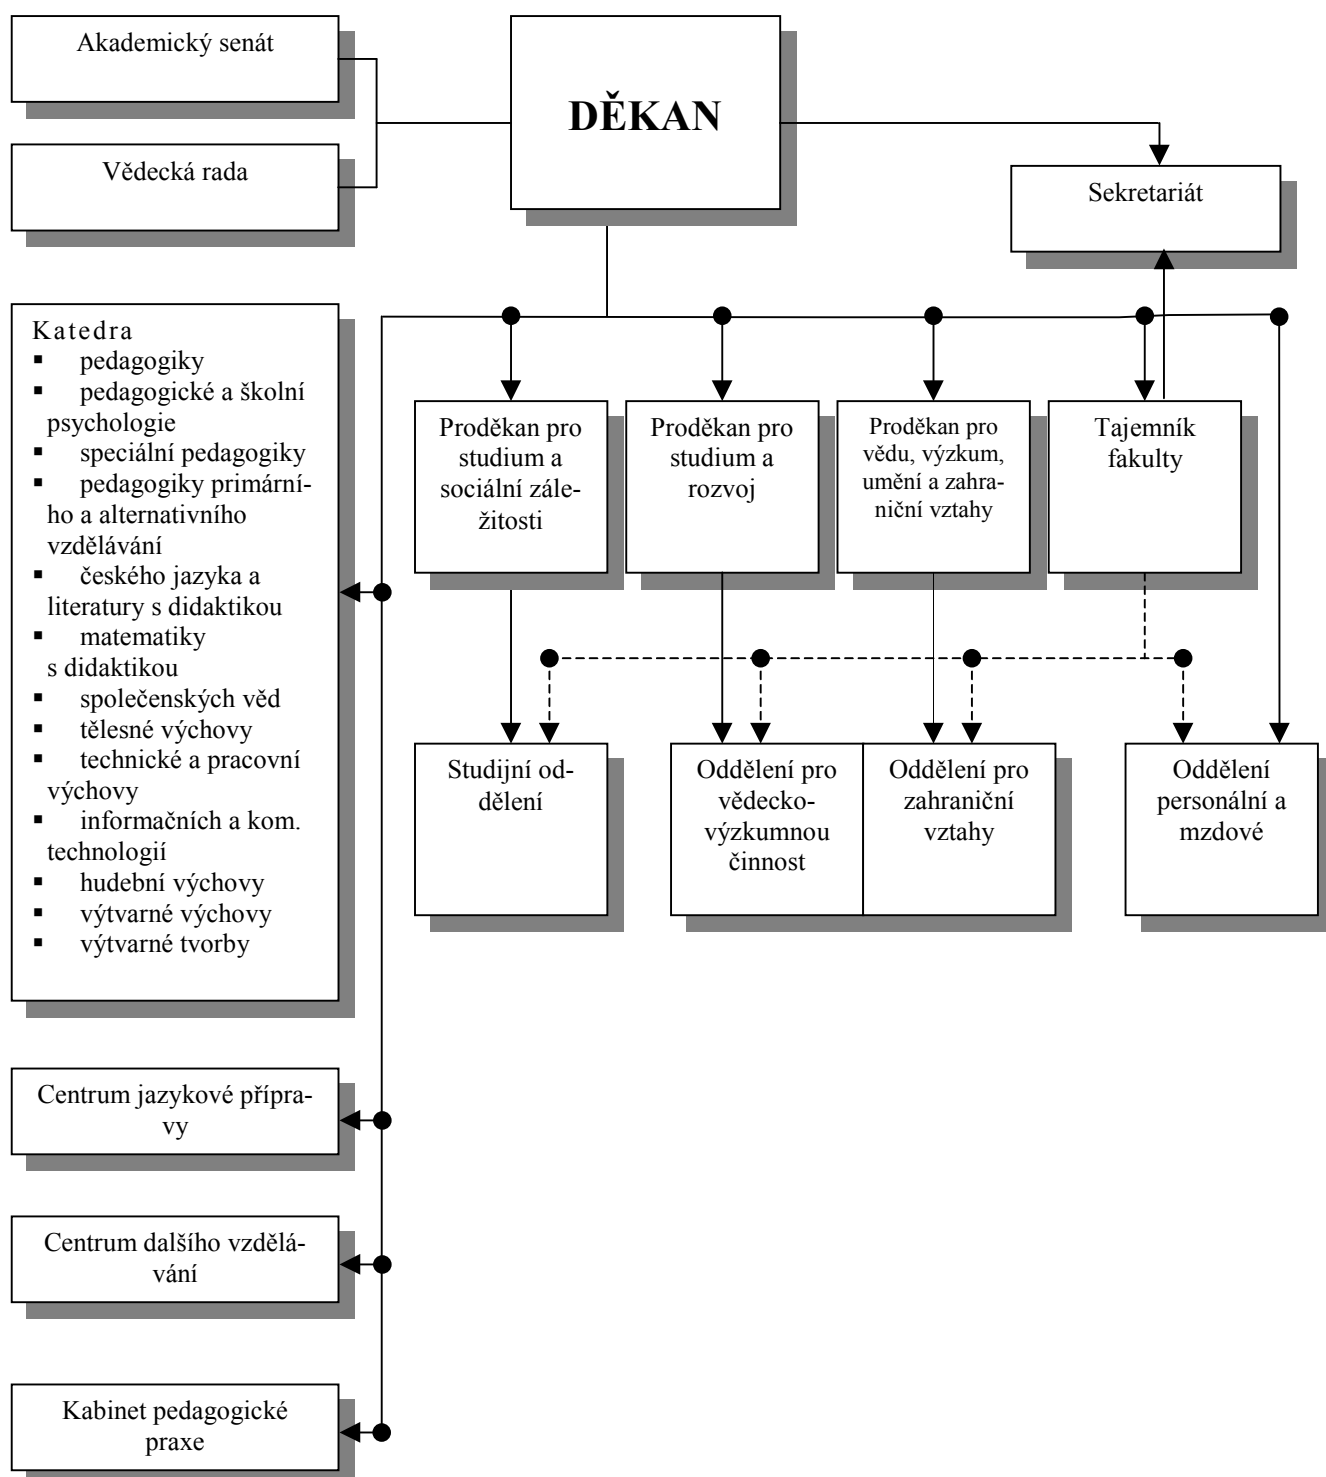 Akademický senát
DĚKAN
Vědecká rada
Sekretariát
Katedra
▪ pedagogiky
▪ pedagogické a školní
psychologie
▪ speciální pedagogiky
▪ pedagogiky primární-
ho a alternativního
vzdělávání
▪ českého jazyka a
literatury s didaktikou
▪ matematiky
s didaktikou
▪ společenských věd
▪ tělesné výchovy
▪ technické a pracovní
výchovy
▪ informačních a kom.
technologií
▪ hudební výchovy
▪ výtvarné výchovy
▪ výtvarné tvorby
Proděkan pro
studium a
sociální zále-
žitosti
Proděkan pro
studium a
rozvoj
Proděkan pro
vědu, výzkum,
umění a zahra-
niční vztahy
Tajemník
fakulty
Studijní od-
dělení
Oddělení pro
vědecko-
výzkumnou
činnost
Oddělení pro
zahraniční
vztahy
Oddělení
personální a
mzdové
Centrum jazykové přípra-
vy
Centrum dalšího vzdělá-
vání
Kabinet pedagogické
praxe